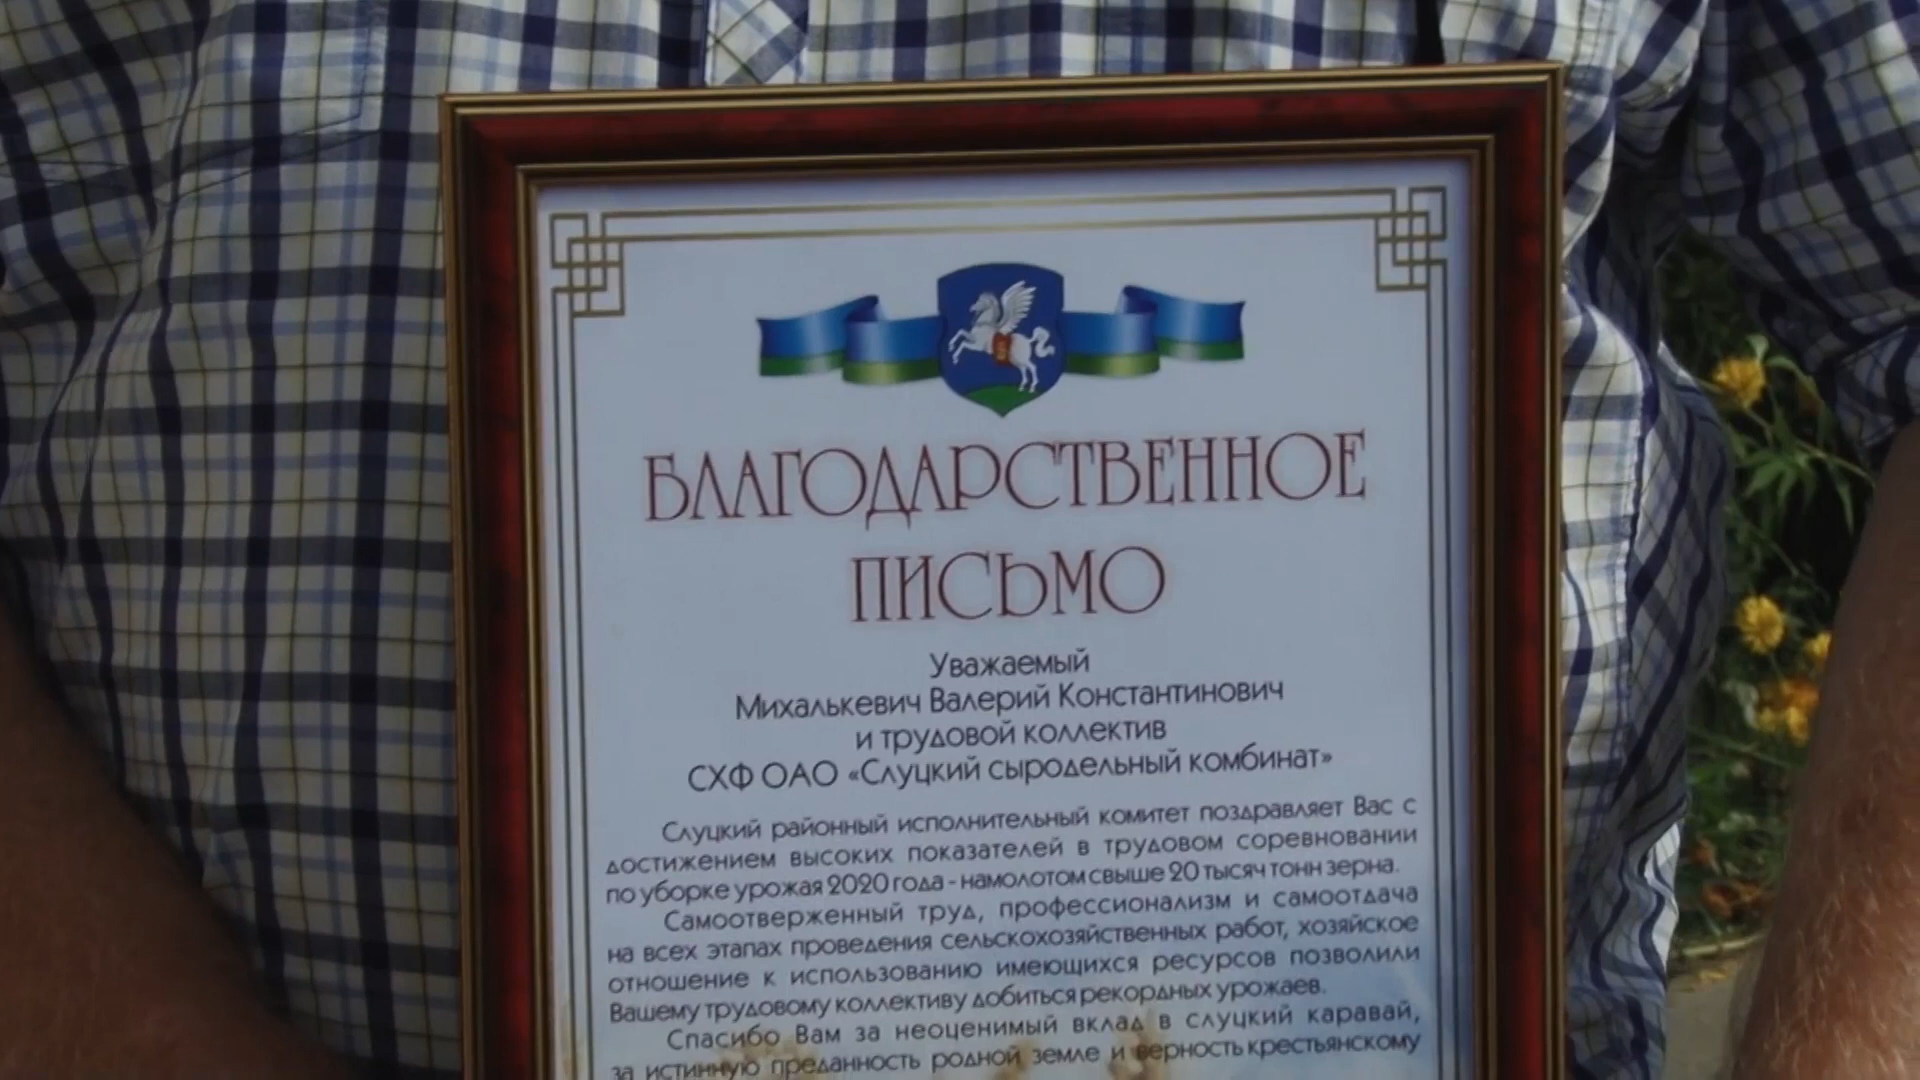 БЛАГОДАРСТВЕННОЕ
ПИСЬМО
Уважаемый
Михалькевич Валерий Константинович
и трудовой коллектив
СХФ ОАО «Слуцкий сыродельный комбинат»
Слуцкий районный исполнительный комитет поздравляет Вас с
достижением высоких показателей в трудовом соревновании
по уборке урожая 2020 года - намолотом свыше 20 тысяч тонн зерна.
Самоотверженный труд, профессионализм и самоотдача
на всех этапах проведения сельскохозяйственных работ, хозяйское
отношение к использованию имеющихся ресурсов позволили
Вашему трудовому коллективу добиться рекордных урожаев.
Спасибо Вам за неоценимый вклад в слуцкий каравай,
за истинную преданность родной земле и верность крестьянскому